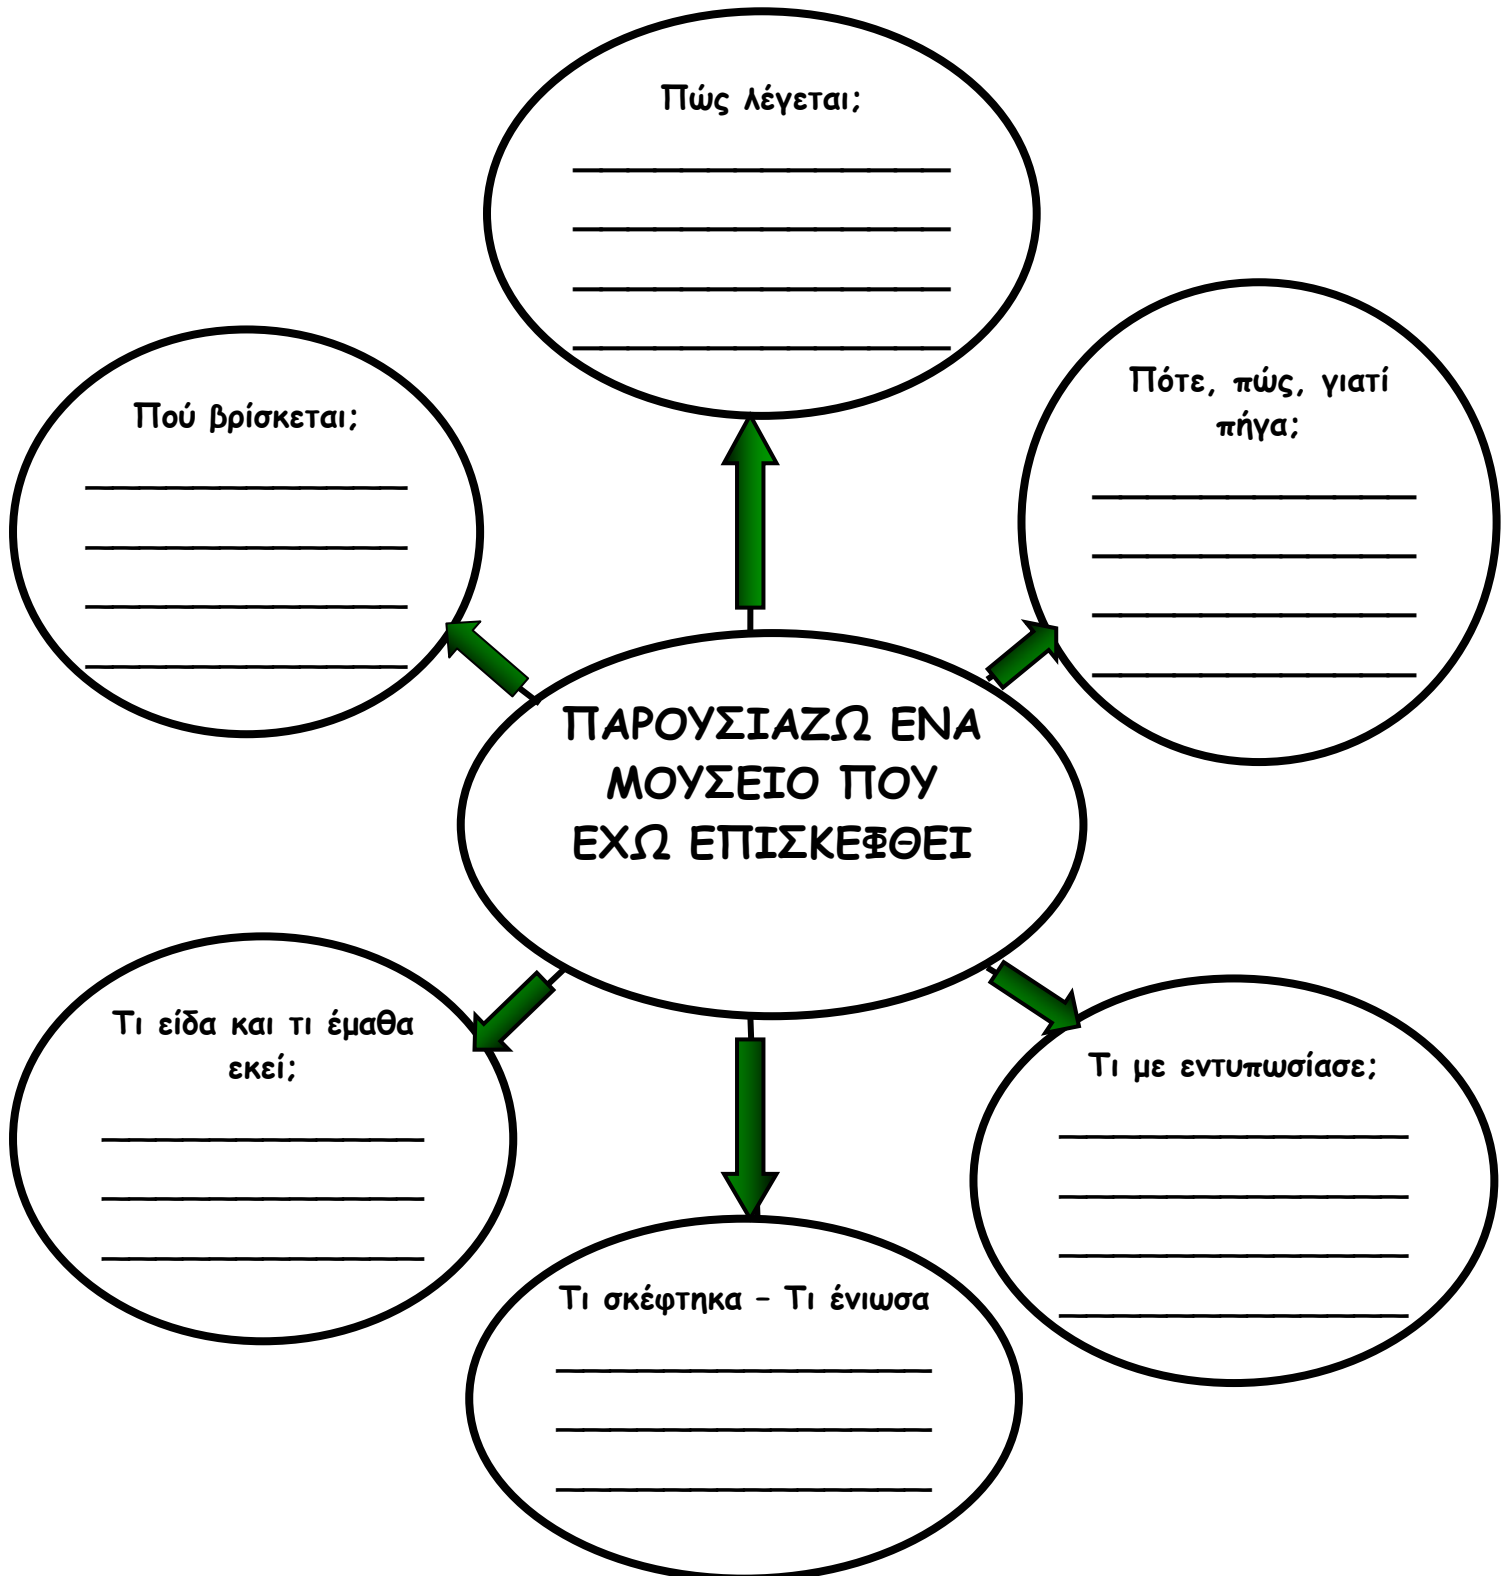 Πώς λέγεται;
Πού βρίσκεται;
Πότε, πώς, γιατί
πήγα;
ΠΑΡΟΥΣΙΑΖΩ ΕΝΑ
ΜΟΥΣΕΙΟ ΠΟΥ
ΕΧΩ ΕΠΙΣΚΕΦΘΕΙ
Τι είδα και τι έμαθα
εκεί;
Τι με εντυπωσίασε;
Τι σκέφτηκα – Τι ένιωσα